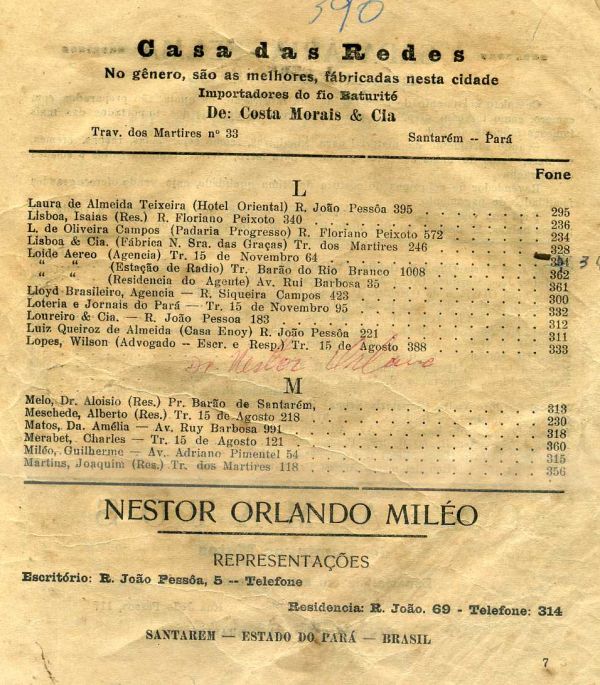 390
Casa das Redes
No gênero, são as melhores, fábricadas nesta cidade
Importadores do fio Baturité
De: Costa Morais & Cia
Trav. dos Martires nº 33 Santarém -- Pará
Fone
L
Laura de Almeida Teixeira (Hotel Oriental) R. João Pessôa 395 295
Lisboa, Isaias (Res.) R. Floriano Peixoto 340 236
L. de Oliveira Campos (Padaria Progresso) R. Floriano Peixoto 572 234
Lisboa & Cia. (Fábrica N. Sra. das Graças) Tr. dos Martires 246 328
Loide Aereo (Agencia) Tr. 15 de Novembro 64
" " (Estação de Radio) Tr. Barão do Rio Branco 1008 362
" " (Residencia do Agente) Av. Rui Barbosa 35 361
Lloyd Brasileiro, Agencia — R. Siqueira Campos 423 300
Loteria e Jornais do Pará — Tr. 15 de Novembro 95 332
Loureiro & Cia. — R. João Pessoa 183 312
Luiz Queiroz de Almeida (Casa Enoy) R. João Pessôa 221 311
Lopes, Wilson (Advogado -- Escr. e Resp.) Tr. 15 de Agosto 388 333
Dr Nestor Orlano
M
Melo, Dr. Aloisio (Res.) Pr. Barão de Santarém, 313
Meschede, Alberto (Res.) Tr. 15 de Agosto 218 230
Matos, Da. Amélia — Av. Ruy Barbosa 991 318
Merabet, Charles — Tr. 15 de Agosto 121 360
Miléo, Guilherme — Av. Adriano Pimentel 54 315
Martins, Joaquim (Res.) Tr. dos Martires 118 356
NESTOR ORLANDO MILÉO
REPRESENTAÇÕES
Escritório: R. João Pessôa, 5 -- Telefone
Residencia: R. João. 69 - Telefone: 314
SANTAREM — ESTADO DO PARÁ — BRASIL
7